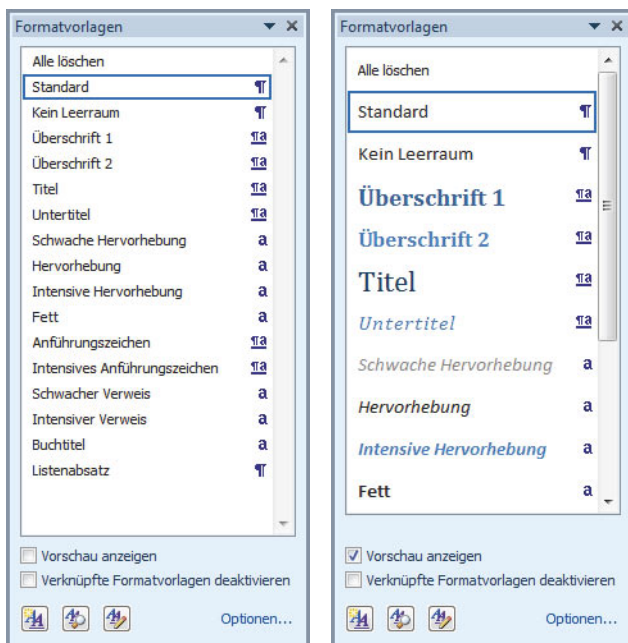 Formatvorlagen
Alle löschen
Standard ¶
Kein Leerraum ¶
Überschrift 1 ¶a
Überschrift 2 ¶a
Titel ¶a
Untertitel ¶a
Schwache Hervorhebung a
Hervorhebung a
Intensive Hervorhebung a
Fett a
Anführungszeichen ¶a
Intensives Anführungszeichen ¶a
Schwacher Verweis a
Intensiver Verweis a
Buchtitel a
Listenabsatz ¶
Vorschau anzeigen
Verknüpfte Formatvorlagen deaktivieren
Optionen...
Formatvorlagen
Alle löschen
Standard ¶
Kein Leerraum ¶
Überschrift 1 ¶a
Überschrift 2 ¶a
Titel ¶a
Untertitel ¶a
Schwache Hervorhebung a
Hervorhebung a
Intensive Hervorhebung a
Fett a
Vorschau anzeigen
Verknüpfte Formatvorlagen deaktivieren
Optionen...